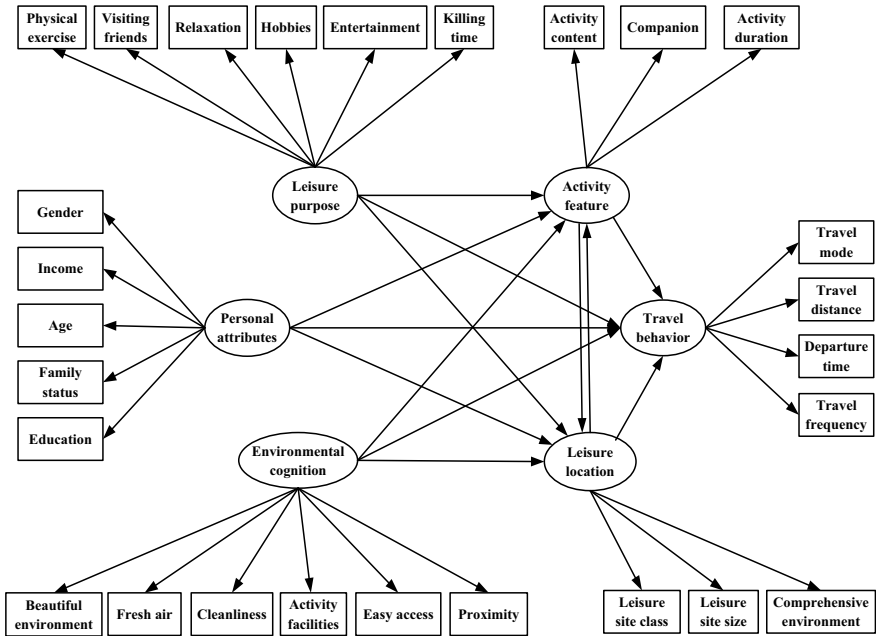 Physical
exercise
Visiting
friends
Relaxation
Hobbies
Entertainment
Killing
time
Activity
content
Companion
Activity
duration
Leisure
purpose
Activity
feature
Gender
Income
Age
Family
status
Education
Personal
attributes
Travel
behavior
Travel
mode
Travel
distance
Departure
time
Travel
frequency
Environmental
cognition
Leisure
location
Beautiful
environment
Fresh air
Cleanliness
Activity
facilities
Easy access
Proximity
Leisure
site class
Leisure
site size
Comprehensive
environment